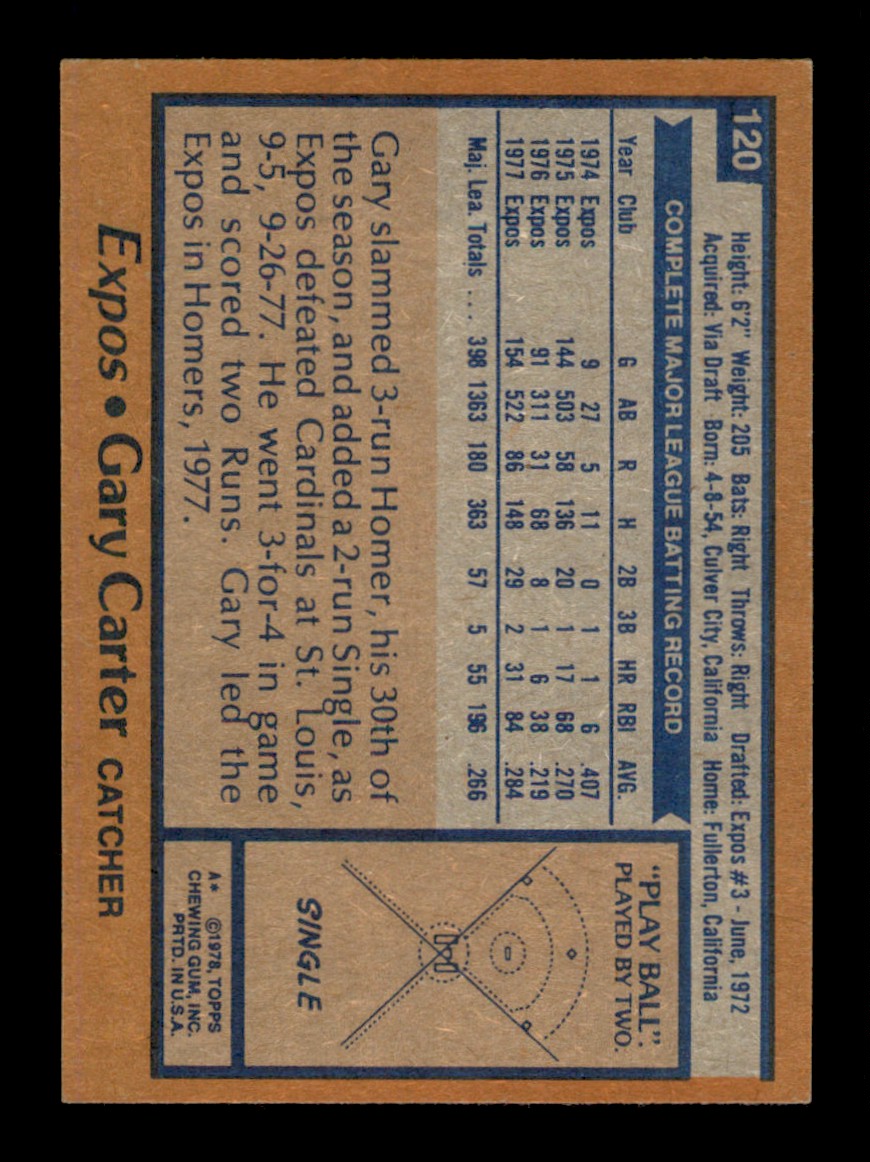 120
Height: 6'2" Weight: 205 Bats: Right Throws: Right Drafted: Expos #3 - June, 1972
Acquired: Via Draft Born: 4-8-54, Culver City, California Home: Fullerton, California
COMPLETE MAJOR LEAGUE BATTING RECORD
Year Club G AB R H 2B 3B HR RBI AVG.
1974 Expos 9 27 5 11 0 1 1 6 .407
1975 Expos 144 503 58 136 20 1 17 68 .270
1976 Expos 91 311 31 68 8 1 6 38 .219
1977 Expos 154 522 86 148 29 2 31 84 .284
Maj. Lea. Totals .... 398 1363 180 363 57 5 55 196 .266
Gary slammed 3-run Homer, his 30th of
the season, and added a 2-run Single, as
Expos defeated Cardinals at St. Louis,
9-5, 9-26-77. He went 3-for-4 in game
and scored two Runs. Gary led the
Expos in Homers, 1977.
"PLAY BALL":
PLAYED BY TWO.
SINGLE
A* ©1978, TOPPS
CHEWING GUM, INC.
PRTD. IN U.S.A.
Expos • Gary Carter CATCHER